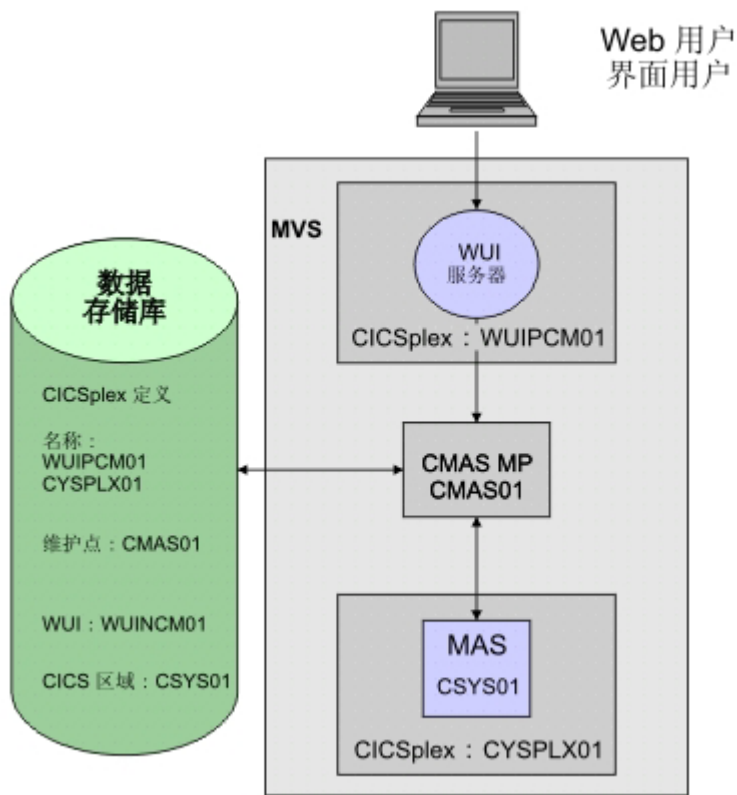 Web 用户
界面用户
MVS
WUI
服务器
CICSplex：WUIPCM01
数据
存储库
CICSplex 定义
名称：
WUIPCM01
CYSPLX01
维护点：CMAS01
WUI：WUINCM01
CICS 区域：CSYS01
CMAS MP
CMAS01
MAS
CSYS01
CICSplex：CYSPLX01